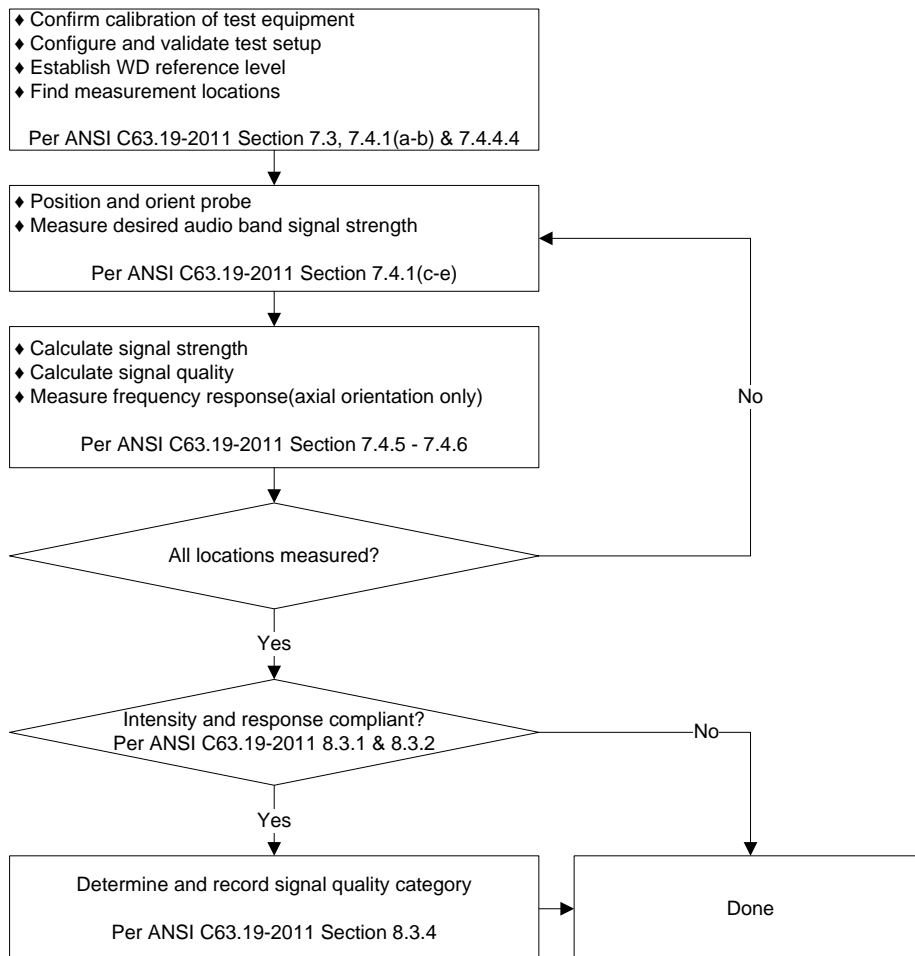 ♦ Confirm calibration of test equipment
♦ Configure and validate test setup
♦ Establish WD reference level
♦ Find measurement locations
Per ANSI C63.19-2011 Section 7.3, 7.4.1(a-b) & 7.4.4.4
♦ Position and orient probe
♦ Measure desired audio band signal strength
Per ANSI C63.19-2011 Section 7.4.1(c-e)
♦ Calculate signal strength
♦ Calculate signal quality
♦ Measure frequency response(axial orientation only)
Per ANSI C63.19-2011 Section 7.4.5 - 7.4.6
No
All locations measured?
Yes
Intensity and response compliant?
Per ANSI C63.19-2011 8.3.1 & 8.3.2
No
Yes
Determine and record signal quality category
Per ANSI C63.19-2011 Section 8.3.4
Done